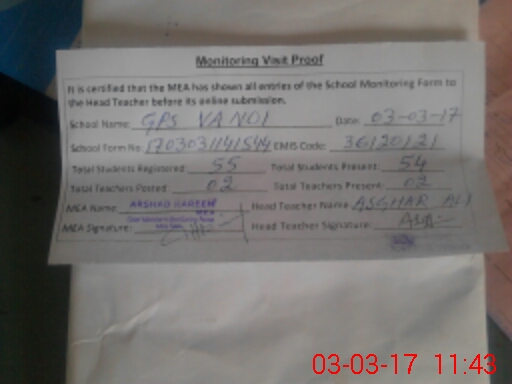 Monitoring Visit Proof
It is certified that the MEA has shown all entries of the School Monitoring Form to
the Head Teacher before its online submission.
School Name: GPS VANOI Date: 03-03-17
School Term No: 17030311141544 EMIS Code: 36120121
Total Students Registered: 55 Total Students Present: 54
Total Teachers Posted: 02 Total Teachers Present: 02
MEA Name: ARSHAD KAREEM Head Teacher Name ASGHAR ALI
MEA
MEA Signature: Head Teacher Signature:
03-03-17 11:43